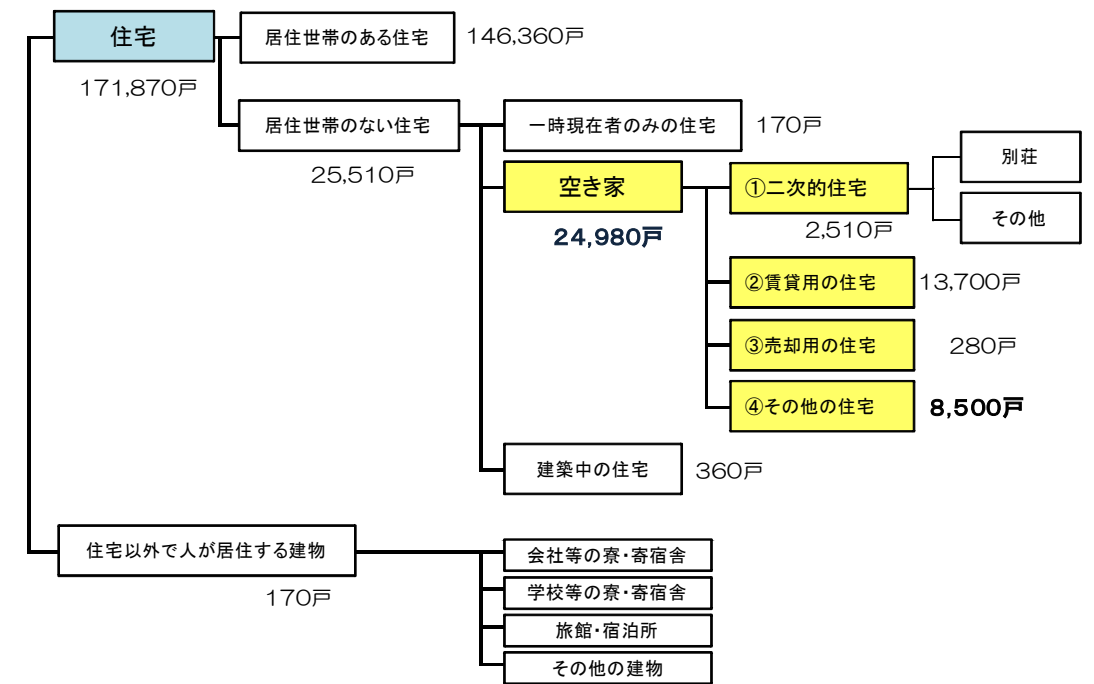 住宅
171,870戸
居住世帯のある住宅
146,360戸
居住世帯のない住宅
25,510戸
一時現在者のみの住宅
170戸
空き家
24,980戸
①二次的住宅
2,510戸
別荘
その他
②賃貸用の住宅
13,700戸
③売却用の住宅
280戸
④その他の住宅
8,500戸
建築中の住宅
360戸
住宅以外で人が居住する建物
170戸
会社等の寮・寄宿舎
学校等の寮・寄宿舎
旅館・宿泊所
その他の建物